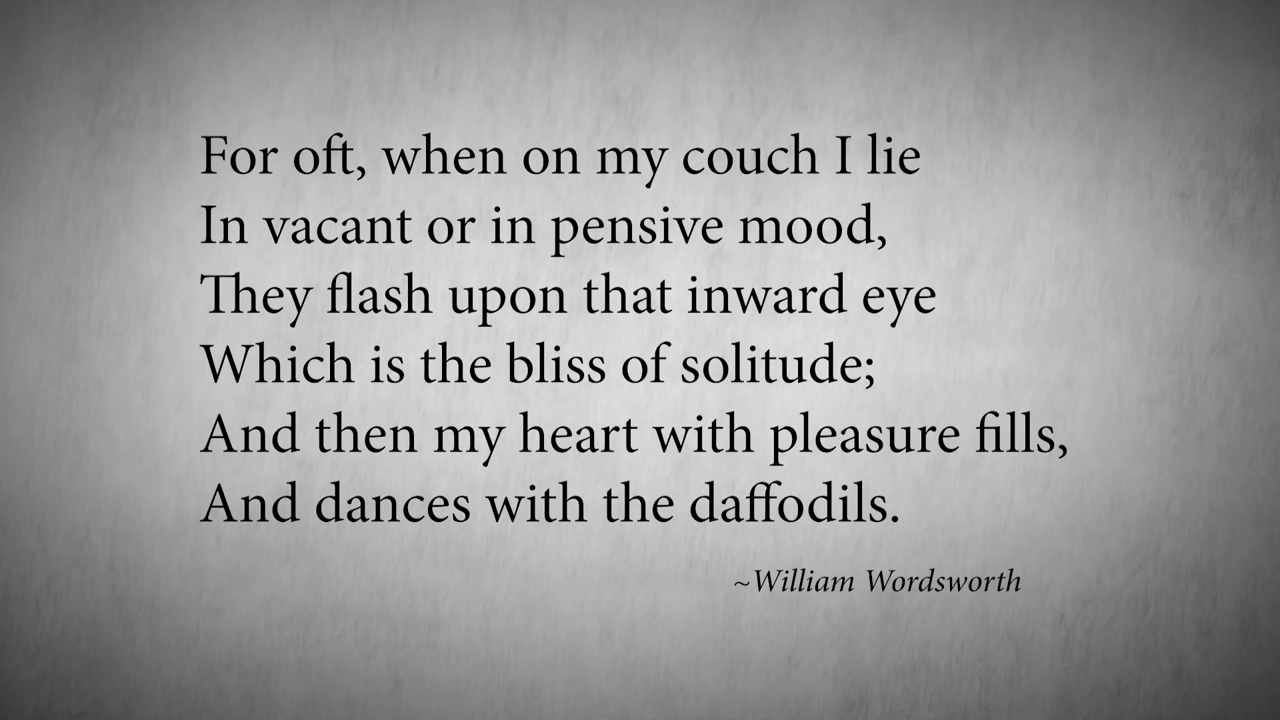 For oft, when on my couch I lie
In vacant or in pensive mood,
They flash upon that inward eye
Which is the bliss of solitude;
And then my heart with pleasure fills,
And dances with the daffodils.
~William Wordsworth